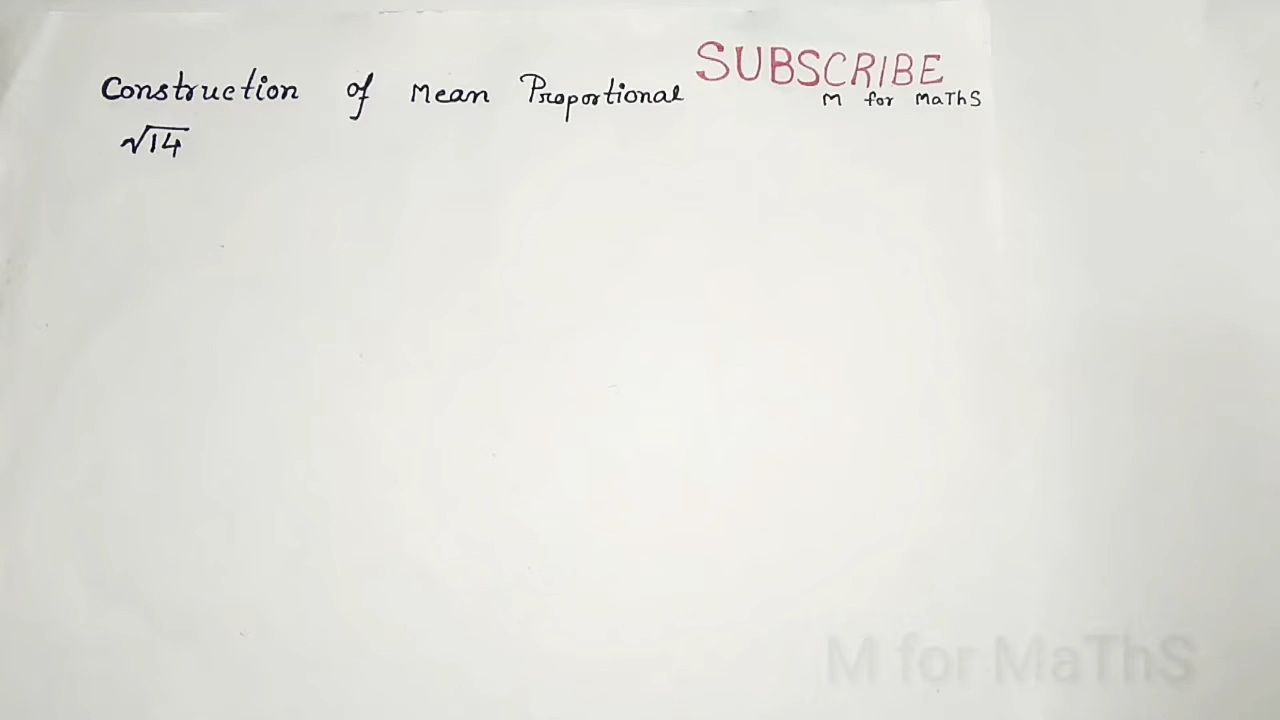 Construction of Mean Proportional
SUBSCRIBE
M for MaThS
√14
M for MaThS